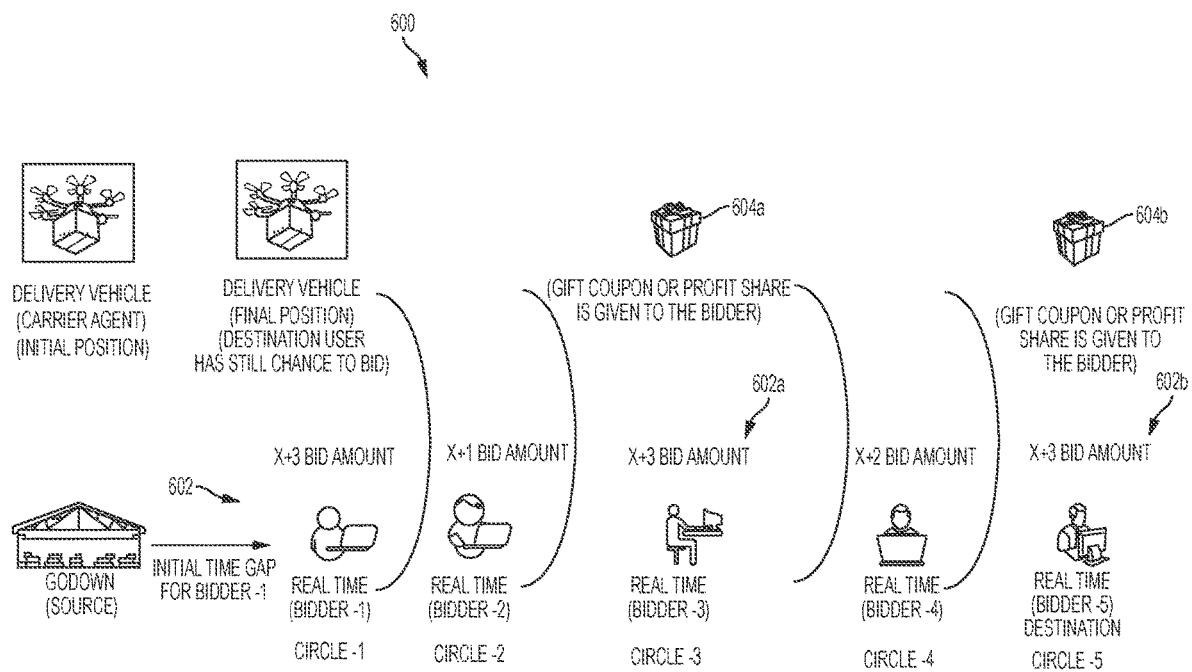 600
604a
604b
DELIVERY VEHICLE
(CARRIER AGENT)
(INITIAL POSITION)
DELIVERY VEHICLE
(FINAL POSITION)
(DESTINATION USER
HAS STILL CHANCE TO BID)
(GIFT COUPON OR PROFIT SHARE
IS GIVEN TO THE BIDDER)
(GIFT COUPON OR PROFIT
SHARE IS GIVEN TO
THE BIDDER)
602a
602b
X+3 BID AMOUNT
X+1 BID AMOUNT
X+3 BID AMOUNT
X+2 BID AMOUNT
X+3 BID AMOUNT
602
GODOWN
(SOURCE)
INITIAL TIME GAP
FOR BIDDER -1
REAL TIME
(BIDDER -1)
REAL TIME
(BIDDER -2)
REAL TIME
(BIDDER -3)
REAL TIME
(BIDDER -4)
REAL TIME
(BIDDER -5)
DESTINATION
CIRCLE -1
CIRCLE -2
CIRCLE -3
CIRCLE -4
CIRCLE -5